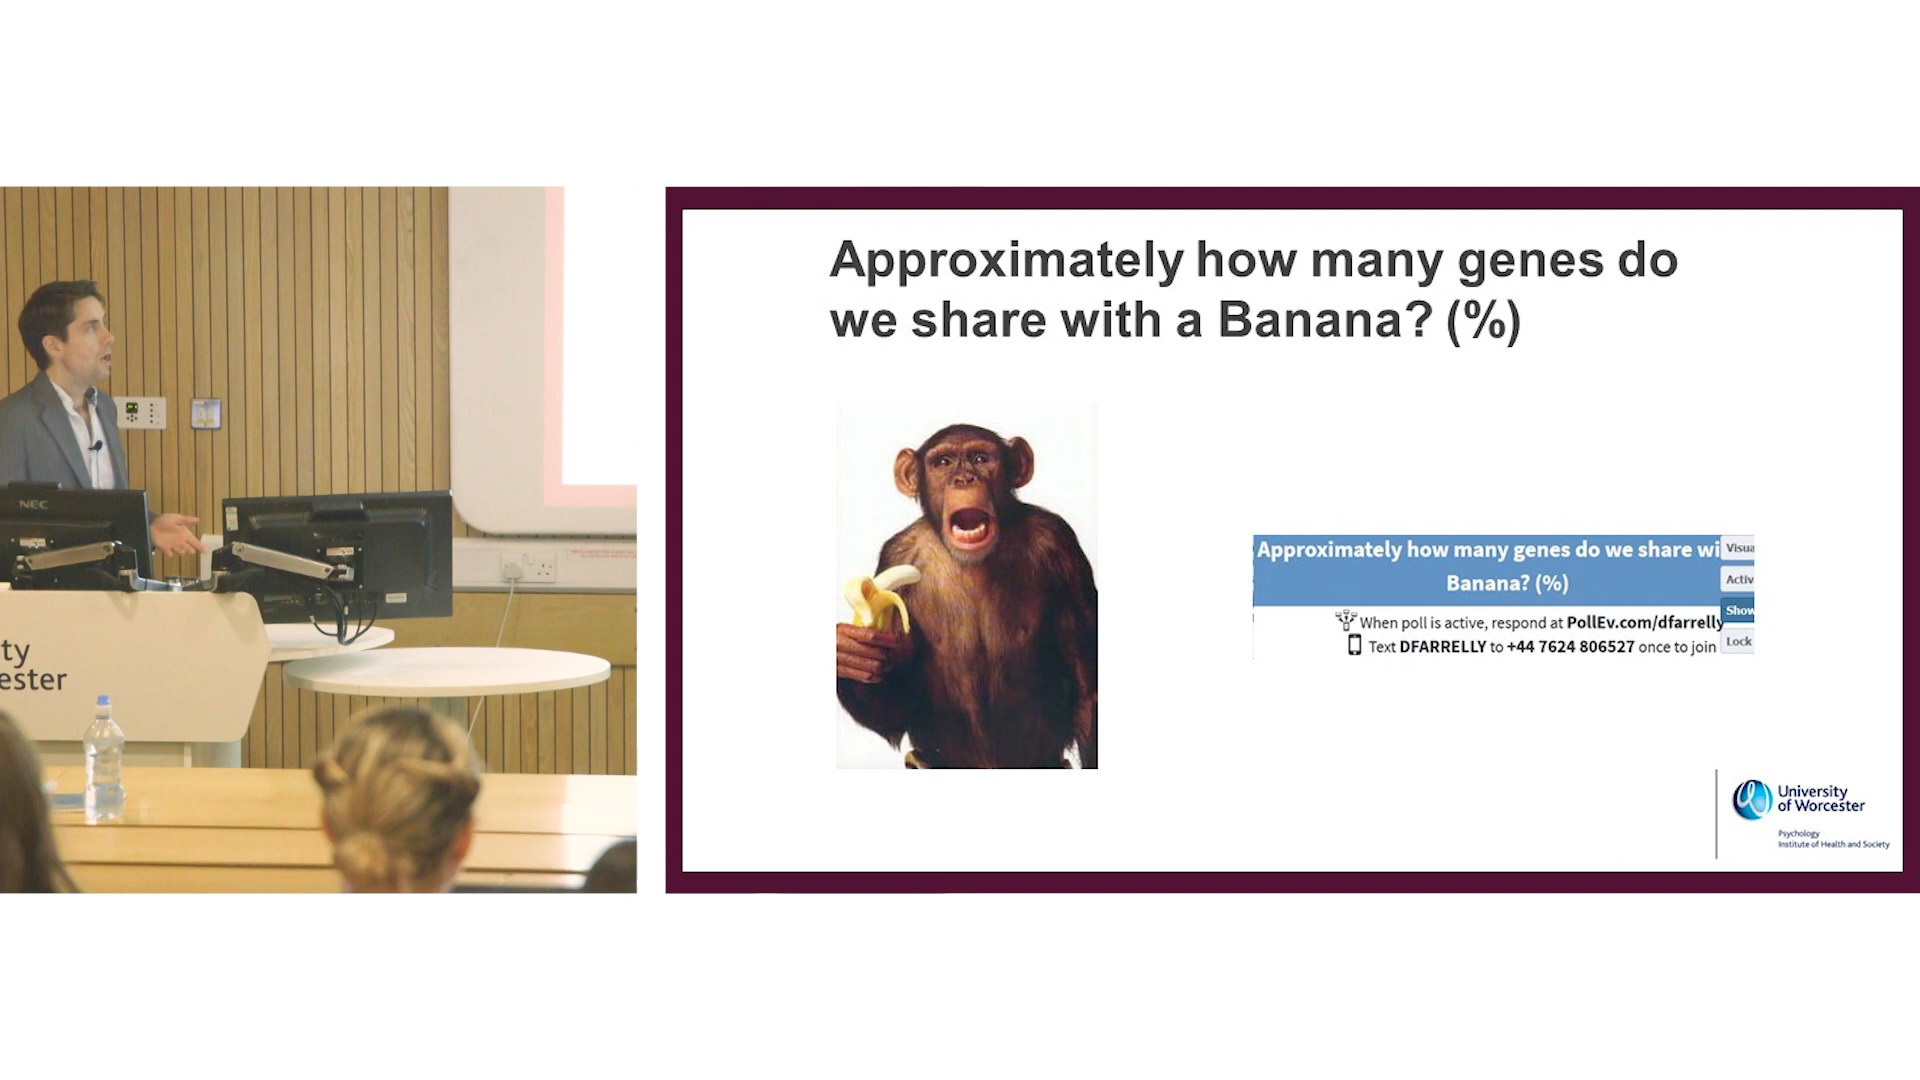 NEC
ty
ester
Approximately how many genes do
we share with a Banana? (%)
Approximately how many genes do we share wi
Banana? (%)
When poll is active, respond at PollEv.com/dfarrelly
Text DFARRELLY to +44 7624 806527 once to join
Visua
Activ
Show
Lock
University
of Worcester
Psychology
Institute of Health and Society